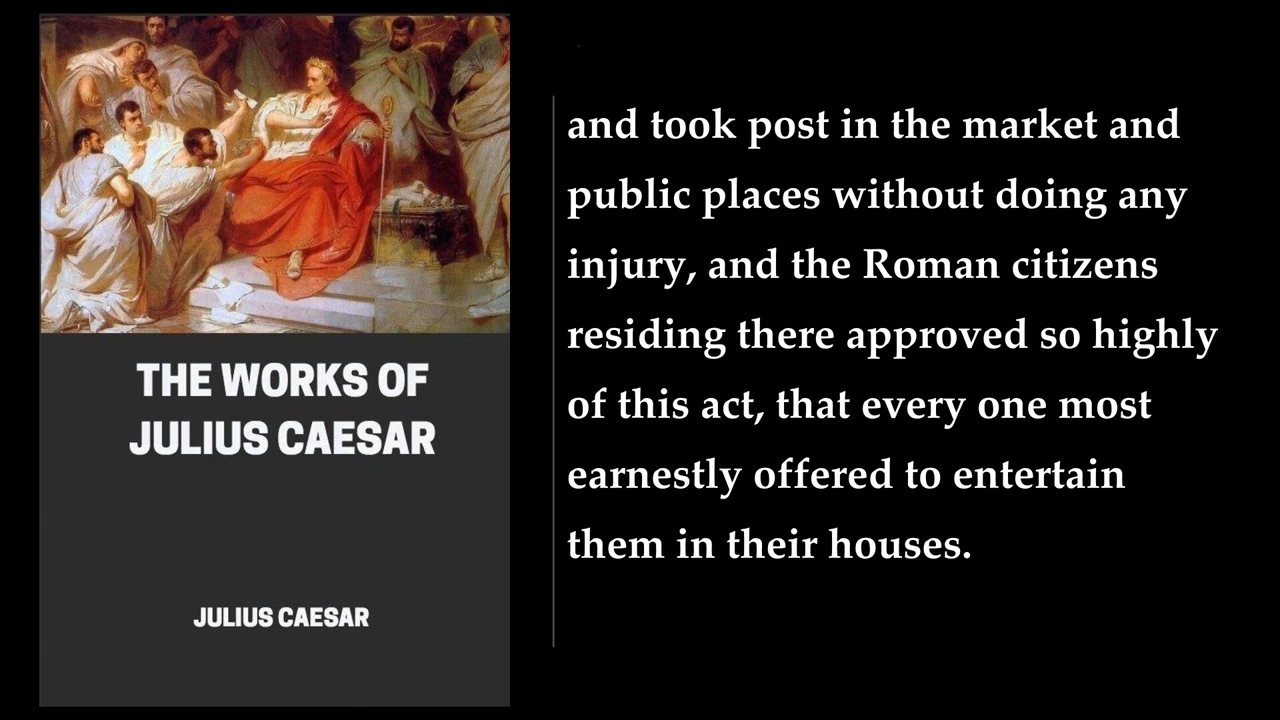 THE WORKS OF
JULIUS CAESAR
JULIUS CAESAR
and took post in the market and
public places without doing any
injury, and the Roman citizens
residing there approved so highly
of this act, that every one most
earnestly offered to entertain
them in their houses.